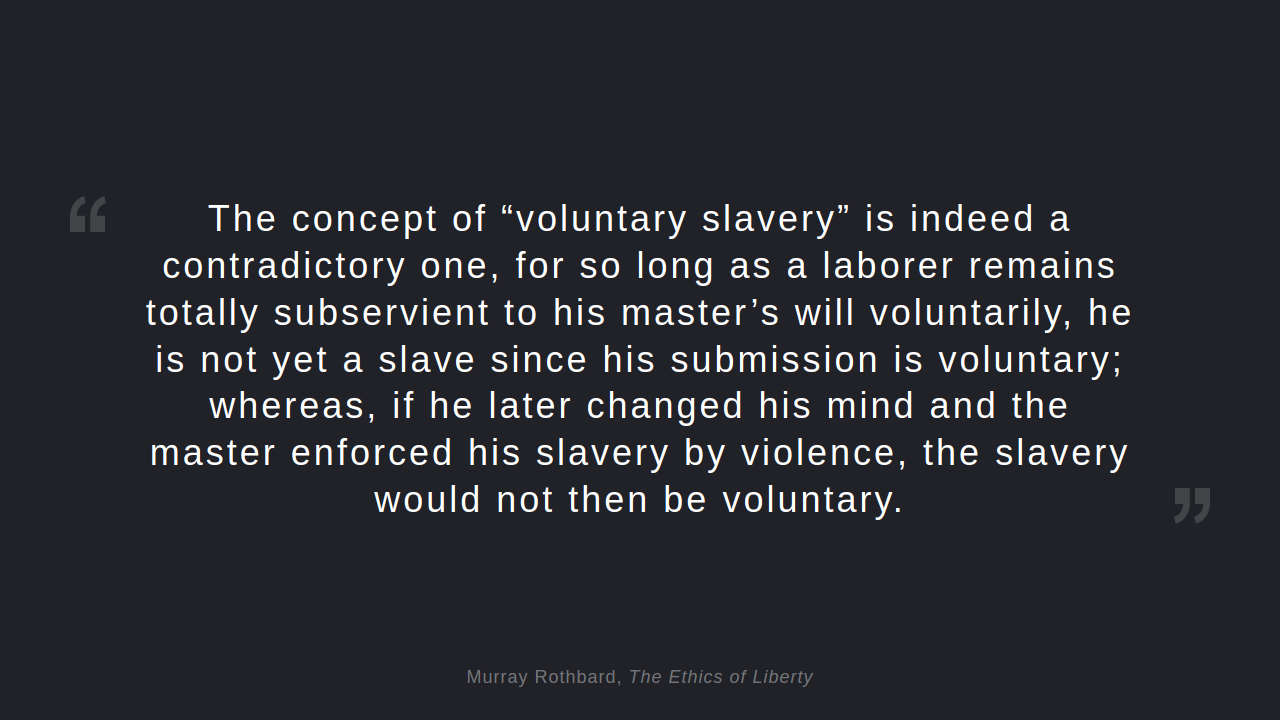 “
The concept of “voluntary slavery” is indeed a
contradictory one, for so long as a laborer remains
totally subservient to his master’s will voluntarily, he
is not yet a slave since his submission is voluntary;
whereas, if he later changed his mind and the
master enforced his slavery by violence, the slavery
would not then be voluntary.
”
Murray Rothbard, The Ethics of Liberty